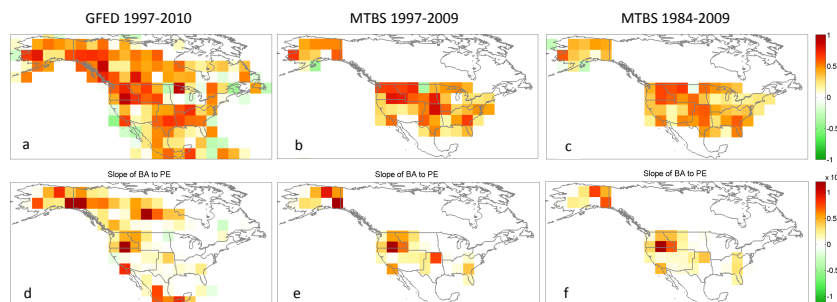 GFED 1997-2010
MTBS 1997-2009
MTBS 1984-2009
1
0.5
0
-0.5
-1
a
b
c
Slope of BA to PE
Slope of BA to PE
Slope of BA to PE
x 10
1
0.5
0
-0.5
d
e
f